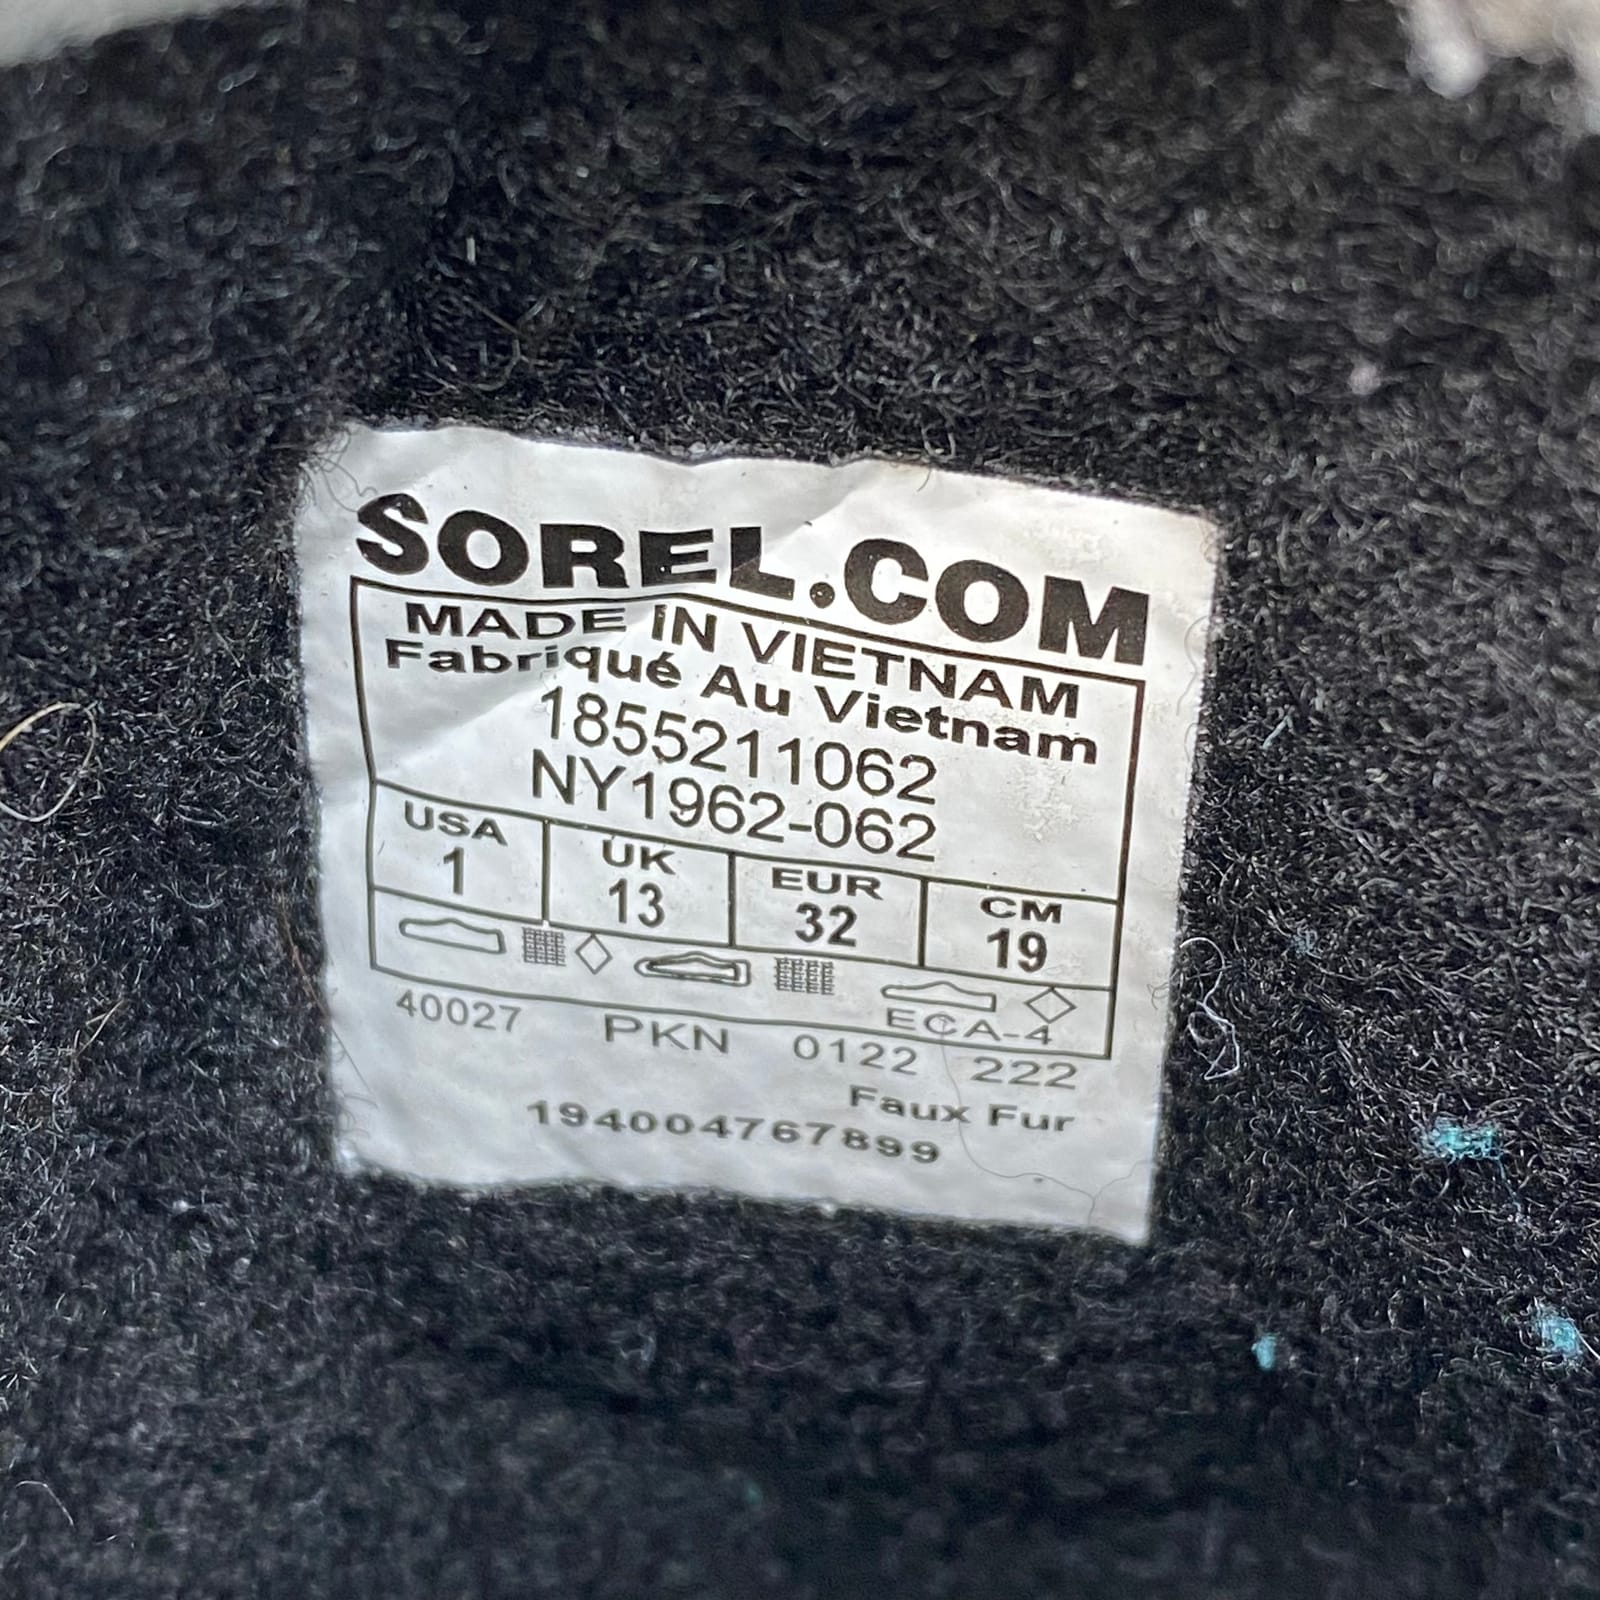 SOREL.COM
MADE IN VIETNAM
Fabriqué Au Vietnam
1855211062
NY1962-062
USA UK EUR CM
1 13 32 19
ECA-4
40027 PKN 0122 222
Faux Fur
194004767899